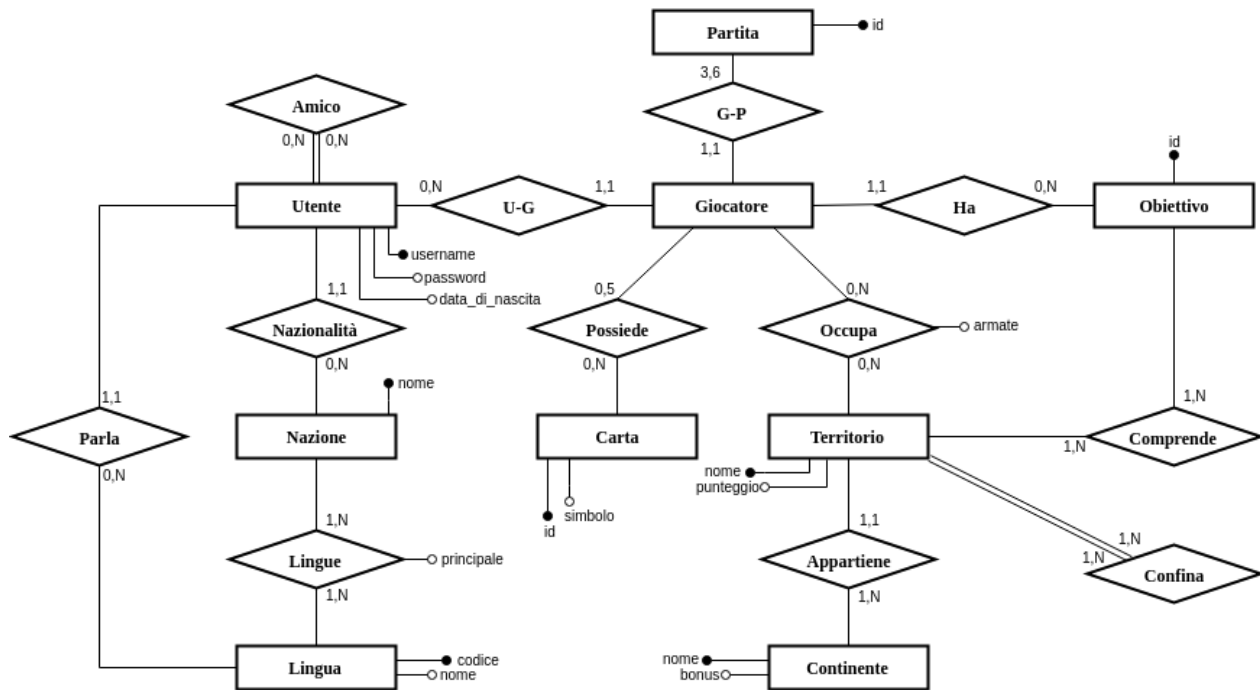 Partita
id
3,6
Amico
G-P
0,N 0,N
1,1
id
0,N
1,1
1,1
0,N
Utente
U-G
Giocatore
Ha
Obiettivo
username
password
data_di_nascita
1,1
0,5
0,N
Nazionalità
Possiede
Occupa
armate
0,N
0,N
0,N
nome
1,1
1,N
Parla
Nazione
Carta
Territorio
Comprende
1,N
0,N
nome
punteggio
simbolo
id
1,N
1,1
1,N
1,N
Lingue
principale
Appartiene
Confina
1,N
1,N
Lingua
codice
nome
nome
bonus
Continente